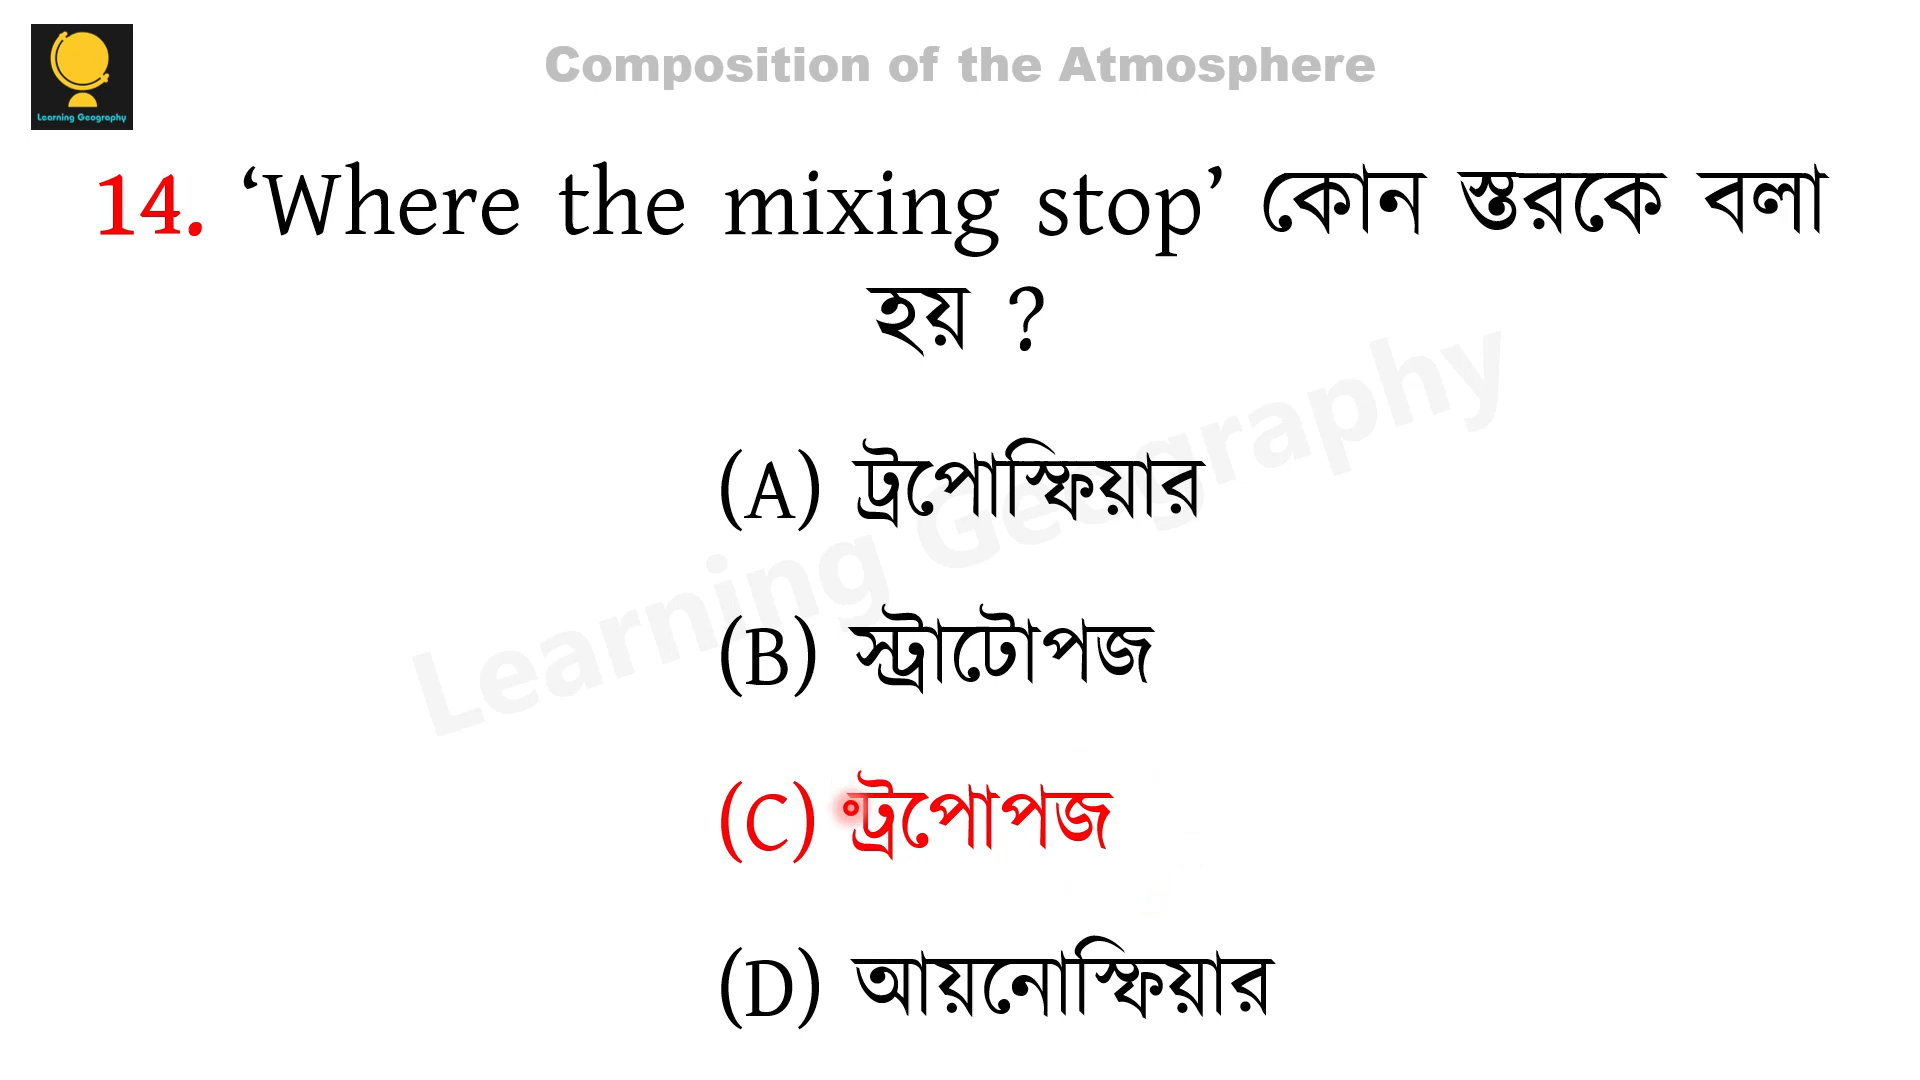 Learning Geography
Composition of the Atmosphere
14. ‘Where the mixing stop’ কোন স্তরকে বলা
হয় ?
(A) ট্রপোস্ফিয়ার
(B) স্ট্রাটোপজ
(C) ট্রপোপজ
(D) আয়নোস্ফিয়ার
Learning Geography